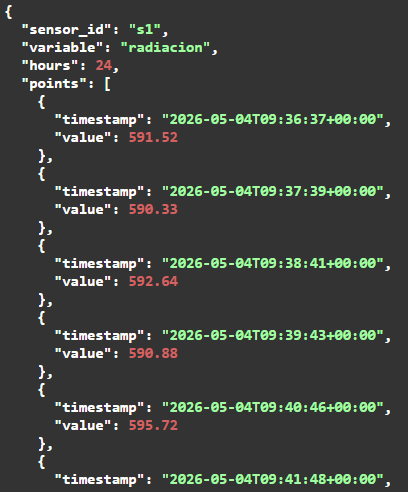 {
  "sensor_id": "s1",
  "variable": "radiacion",
  "hours": 24,
  "points": [
    {
      "timestamp": "2026-05-04T09:36:37+00:00",
      "value": 591.52
    },
    {
      "timestamp": "2026-05-04T09:37:39+00:00",
      "value": 590.33
    },
    {
      "timestamp": "2026-05-04T09:38:41+00:00",
      "value": 592.64
    },
    {
      "timestamp": "2026-05-04T09:39:43+00:00",
      "value": 590.88
    },
    {
      "timestamp": "2026-05-04T09:40:46+00:00",
      "value": 595.72
    },
    {
      "timestamp": "2026-05-04T09:41:48+00:00",